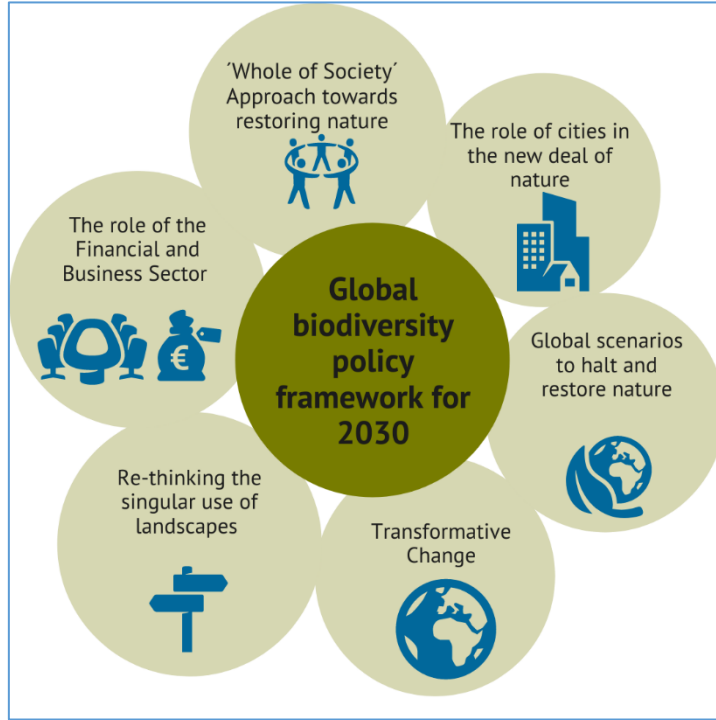 ´Whole of Society´
Approach towards
restoring nature
The role of cities in
the new deal of
nature
The role of the
Financial and
Business Sector
€
Global
biodiversity
policy
framework for
2030
Global scenarios
to halt and
restore nature
Re-thinking the
singular use of
landscapes
Transformative
Change